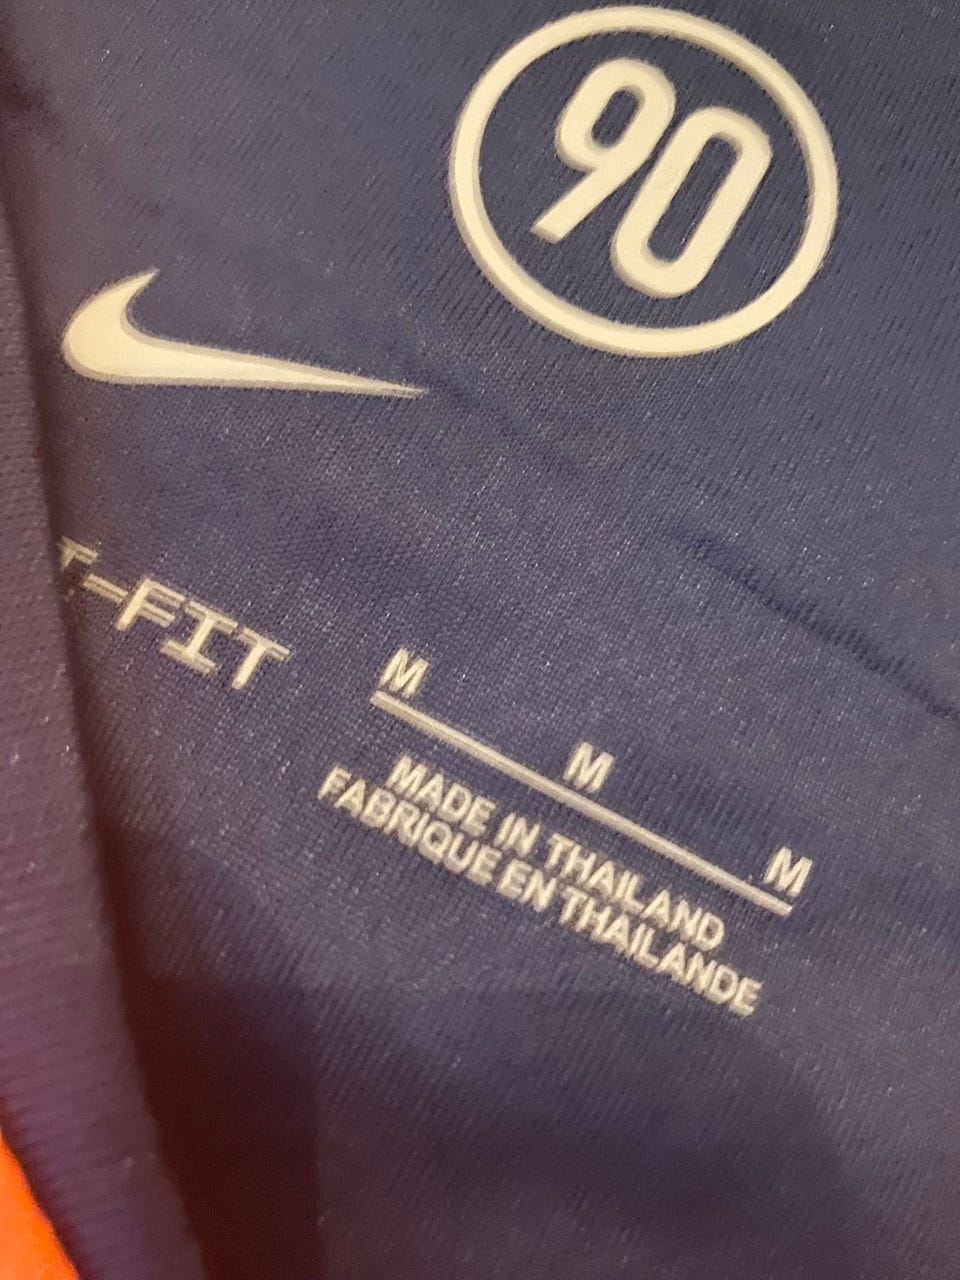 90
T-FIT
M M M
MADE IN THAILAND
FABRIQUE EN THAILANDE